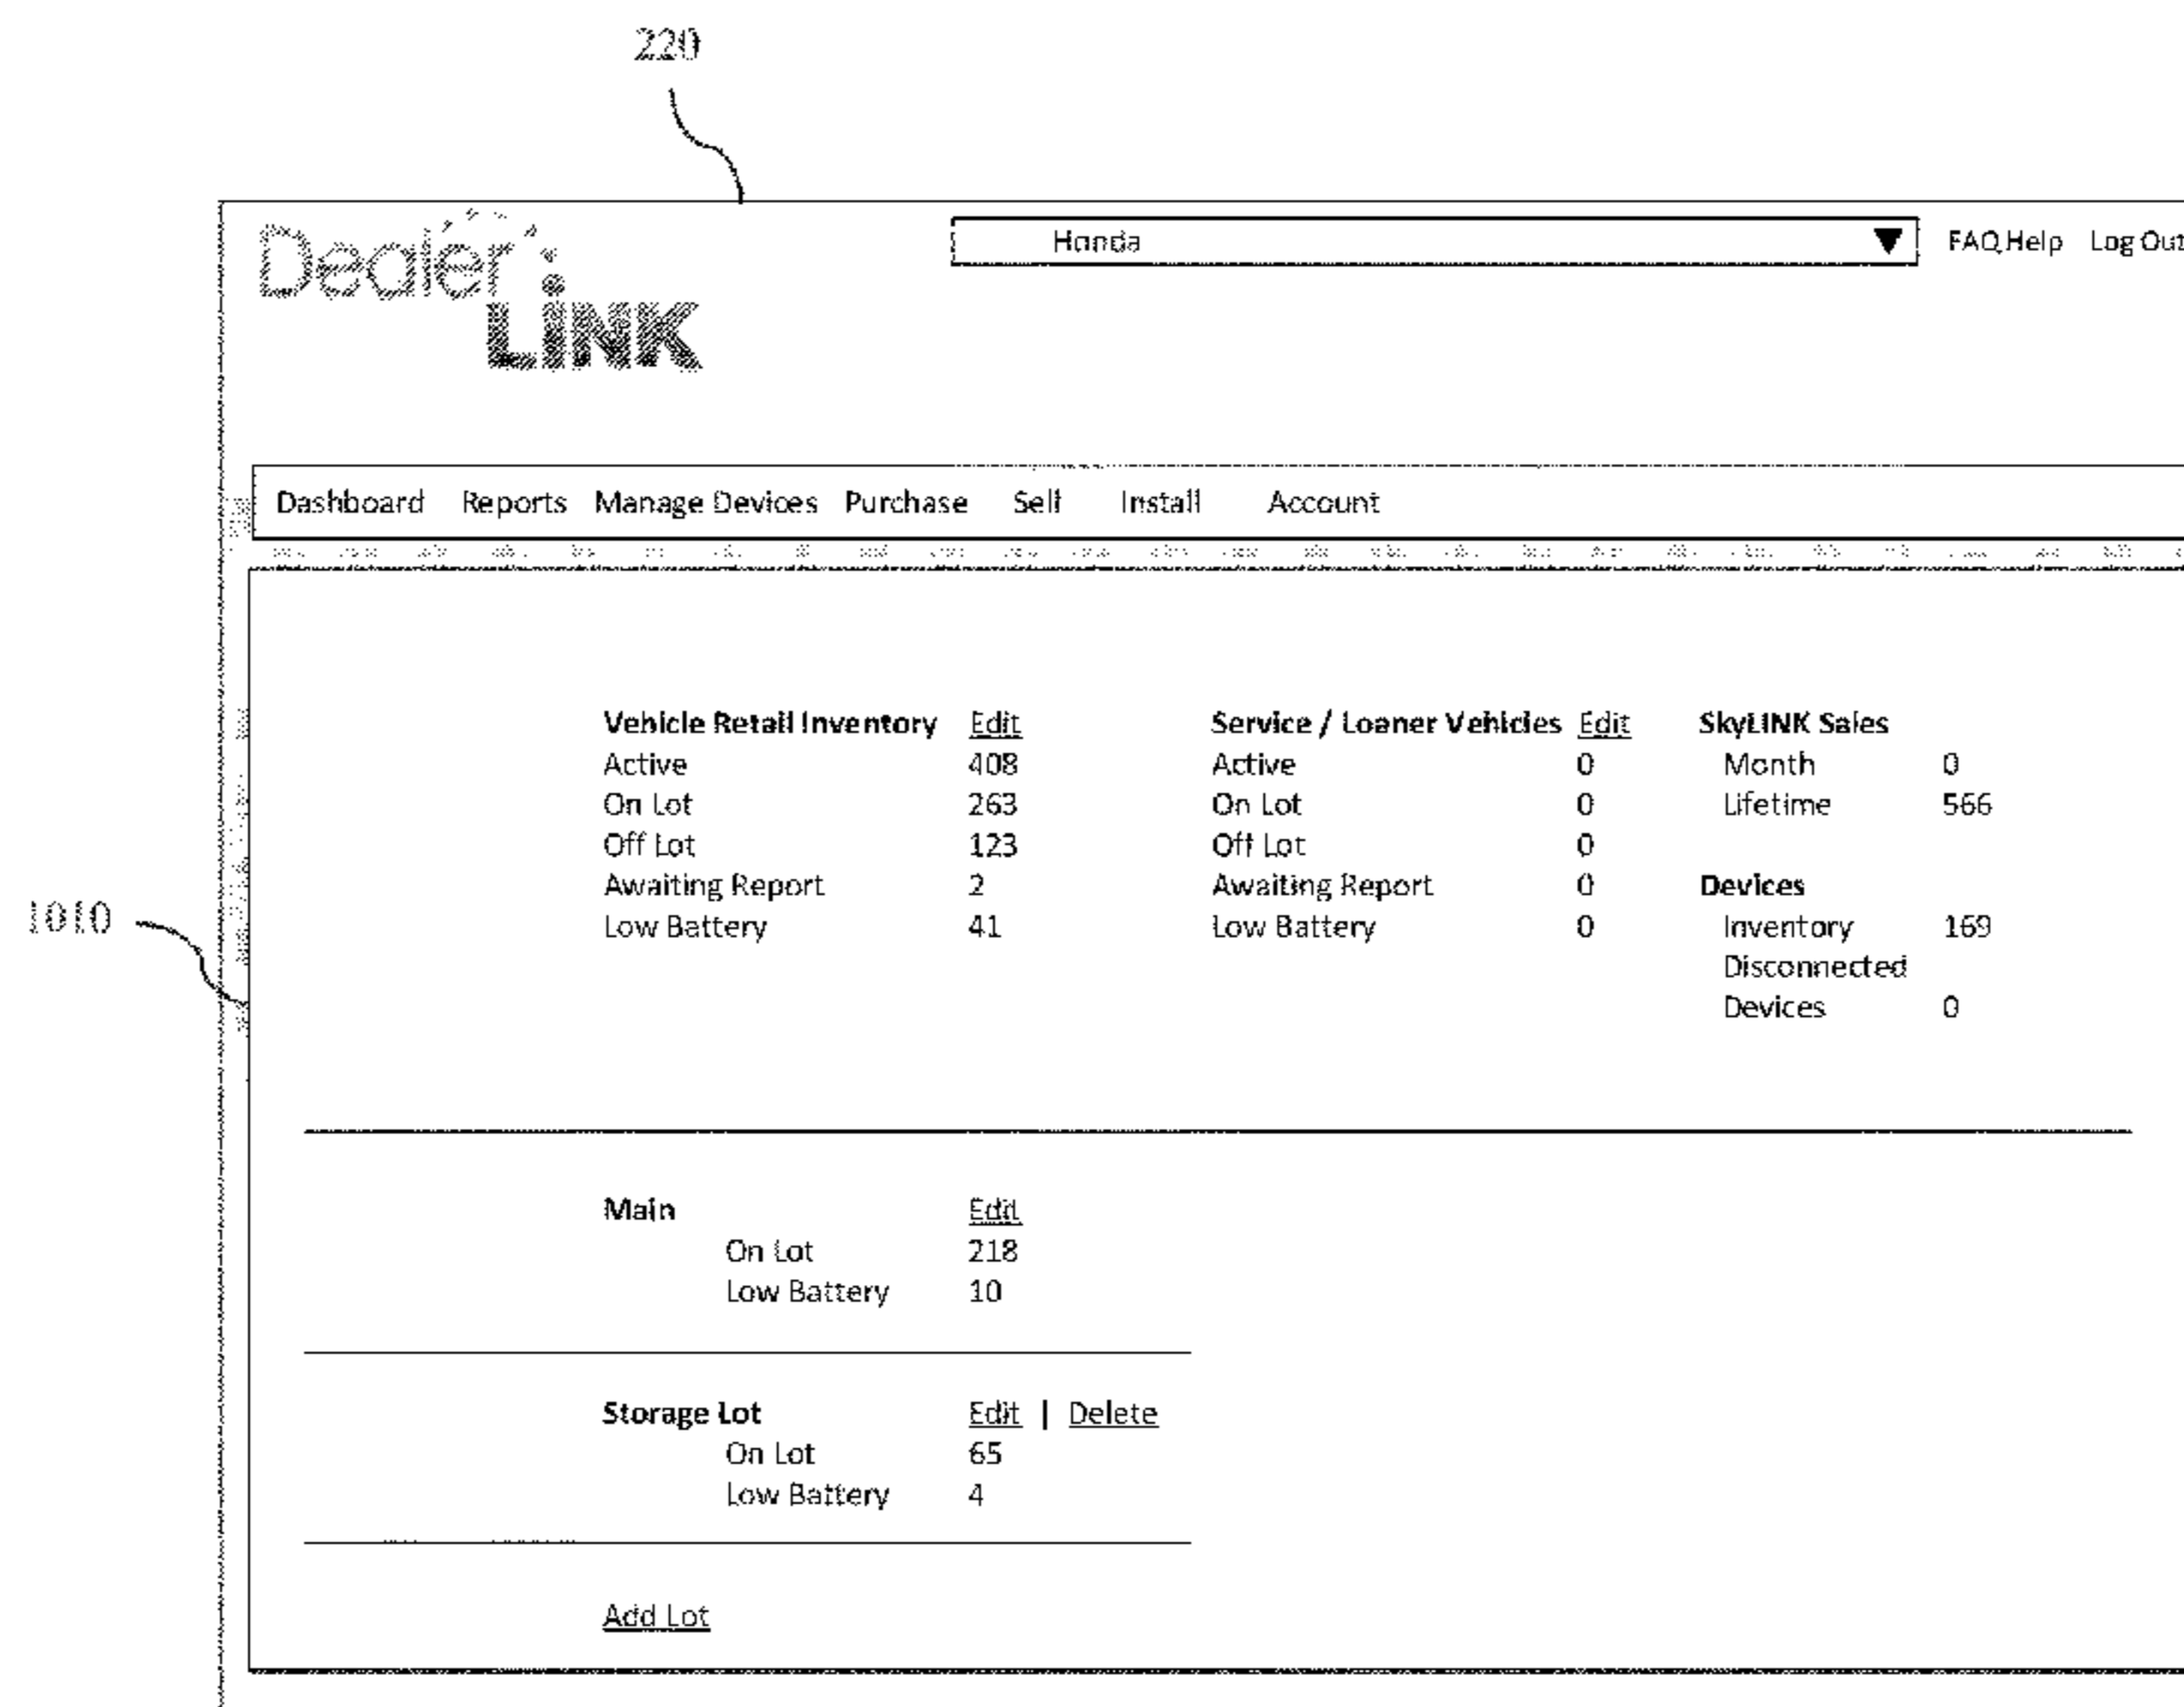 220
Dealer
LiNK
Honda
FAQ Help Log Out
Dashboard Reports Manage Devices Purchase Sell Install Account
Vehicle Retail Inventory Edit Service / Loaner Vehicles Edit SkyLINK Sales
Active 408 Active 0 Month 0
On Lot 263 On Lot 0 Lifetime 566
Off Lot 123 Off Lot 0
Awaiting Report 2 Awaiting Report 0 Devices
Low Battery 41 Low Battery 0 Inventory 169
Disconnected
Devices 0
1010
Main Edit
On Lot 218
Low Battery 10
Storage Lot Edit | Delete
On Lot 65
Low Battery 4
Add Lot